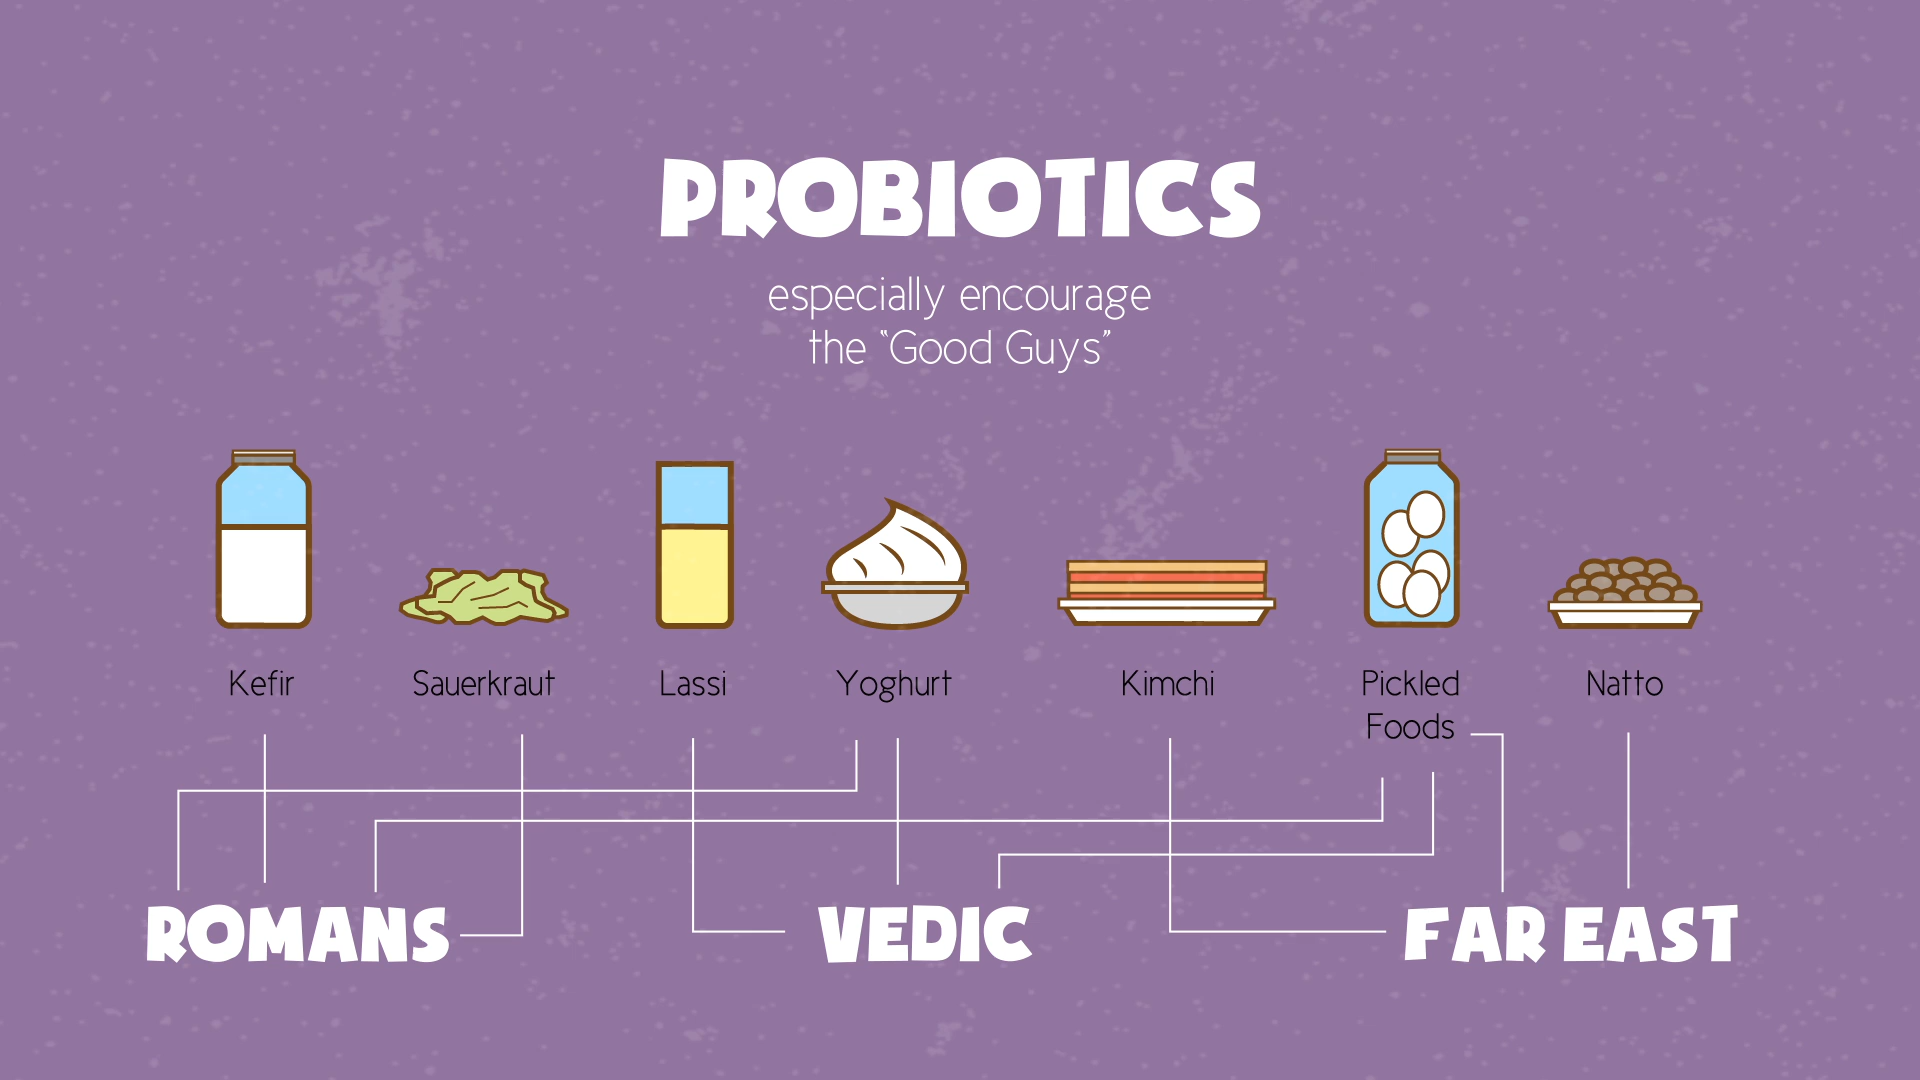 PROBIOTICS
especially encourage
the “Good Guys”
Kefir
Sauerkraut
Lassi
Yoghurt
Kimchi
Pickled
Foods
Natto
ROMANS
VEDIC
FAR EAST